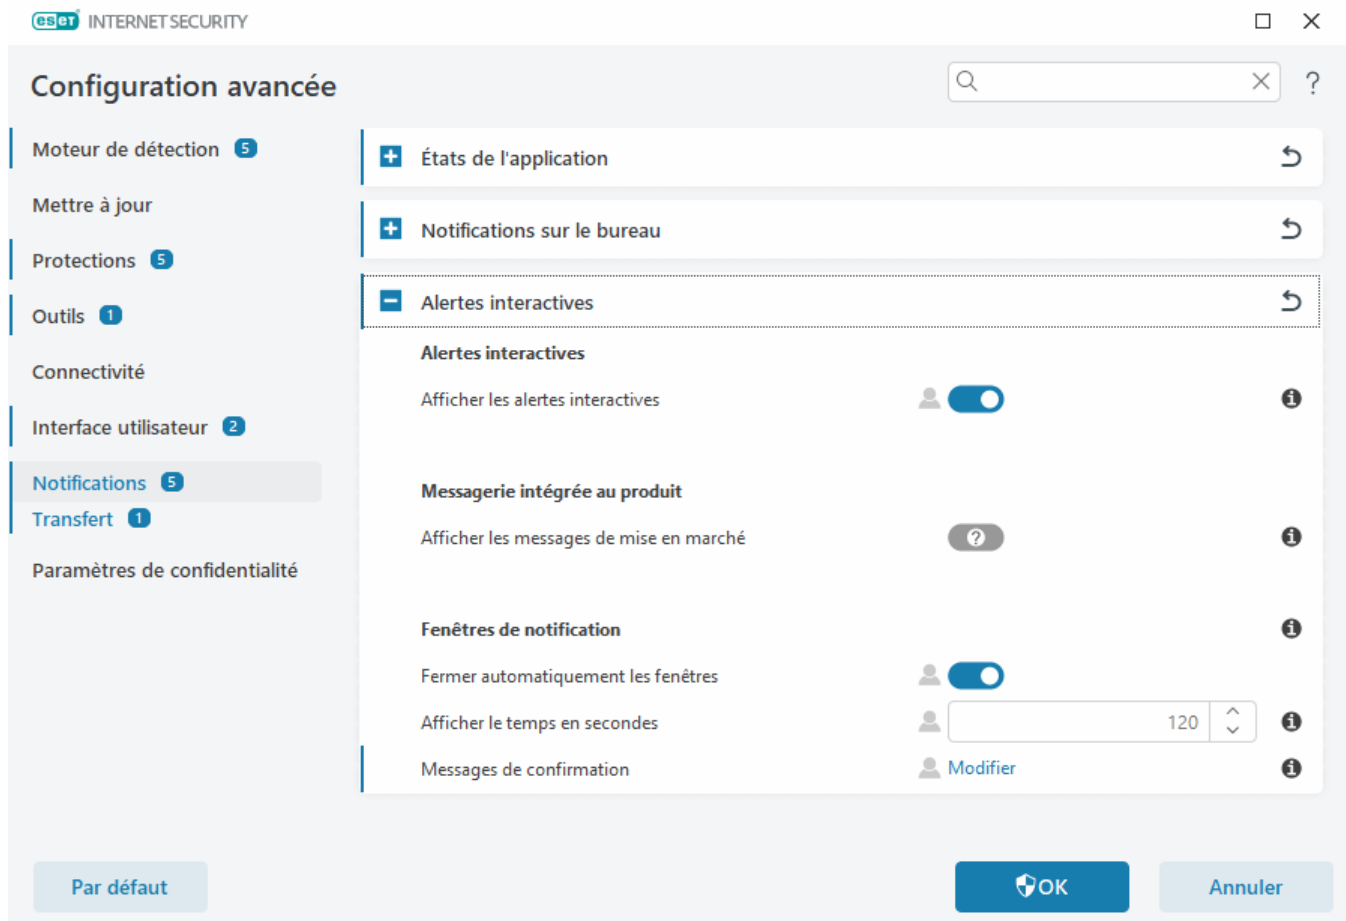 eset INTERNET SECURITY
Configuration avancée
?
Moteur de détection 5
Mettre à jour
Protections 5
Outils 1
Connectivité
Interface utilisateur 2
Notifications 5
Transfert 1
Paramètres de confidentialité
États de l'application
Notifications sur le bureau
Alertes interactives
Alertes interactives
Afficher les alertes interactives
Messagerie intégrée au produit
Afficher les messages de mise en marché
?
Fenêtres de notification
Fermer automatiquement les fenêtres
Afficher le temps en secondes
120
Messages de confirmation
Modifier
Par défaut
OK
Annuler